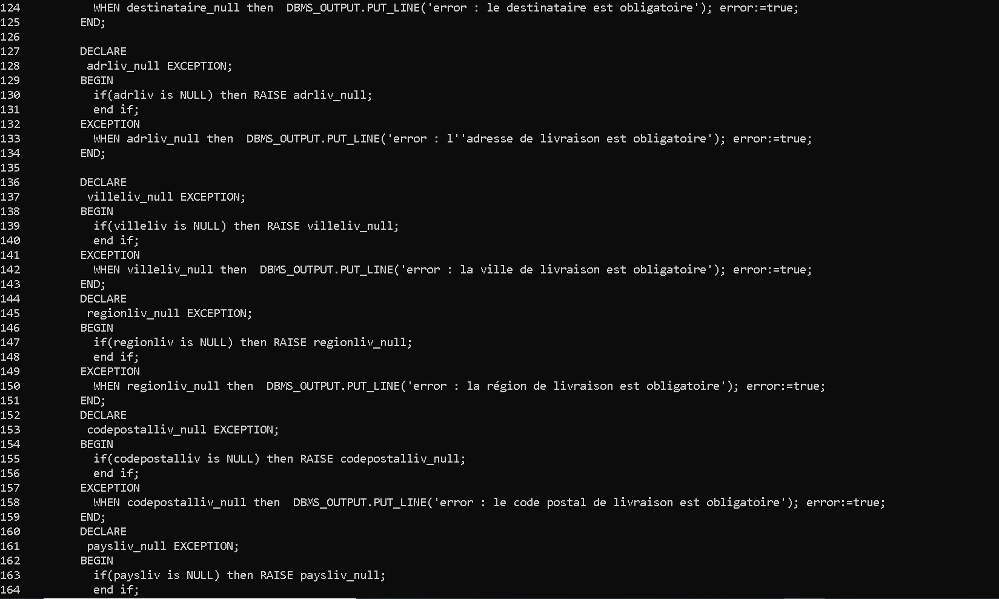 124           WHEN destinataire_null then  DBMS_OUTPUT.PUT_LINE('error : le destinataire est obligatoire'); error:=true;
125         END;
126
127         DECLARE
128          adrliv_null EXCEPTION;
129         BEGIN
130           if(adrliv is NULL) then RAISE adrliv_null;
131           end if;
132         EXCEPTION
133           WHEN adrliv_null then  DBMS_OUTPUT.PUT_LINE('error : l''adresse de livraison est obligatoire'); error:=true;
134         END;
135
136         DECLARE
137          villeliv_null EXCEPTION;
138         BEGIN
139           if(villeliv is NULL) then RAISE villeliv_null;
140           end if;
141         EXCEPTION
142           WHEN villeliv_null then  DBMS_OUTPUT.PUT_LINE('error : la ville de livraison est obligatoire'); error:=true;
143         END;
144         DECLARE
145          regionliv_null EXCEPTION;
146         BEGIN
147           if(regionliv is NULL) then RAISE regionliv_null;
148           end if;
149         EXCEPTION
150           WHEN regionliv_null then  DBMS_OUTPUT.PUT_LINE('error : la région de livraison est obligatoire'); error:=true;
151         END;
152         DECLARE
153          codepostalliv_null EXCEPTION;
154         BEGIN
155           if(codepostalliv is NULL) then RAISE codepostalliv_null;
156           end if;
157         EXCEPTION
158           WHEN codepostalliv_null then  DBMS_OUTPUT.PUT_LINE('error : le code postal de livraison est obligatoire'); error:=true;
159         END;
160         DECLARE
161          paysliv_null EXCEPTION;
162         BEGIN
163           if(paysliv is NULL) then RAISE paysliv_null;
164           end if;